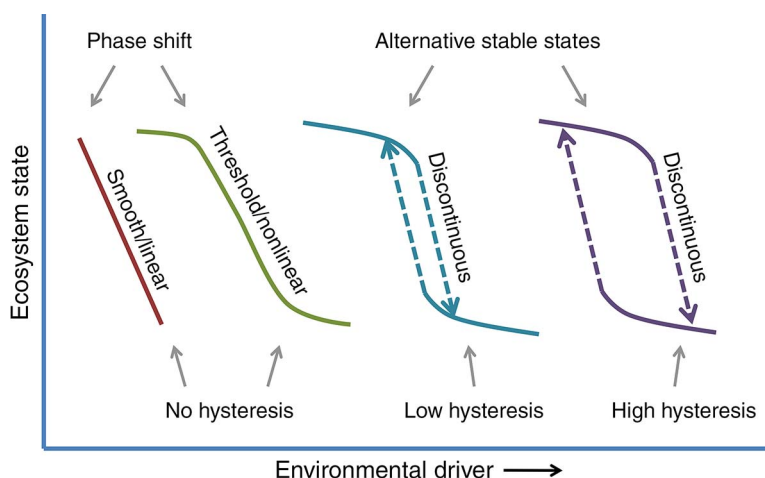 Phase shift
Alternative stable states
Ecosystem state
Smooth/linear
Threshold/nonlinear
Discontinuous
Discontinuous
No hysteresis
Low hysteresis
High hysteresis
Environmental driver